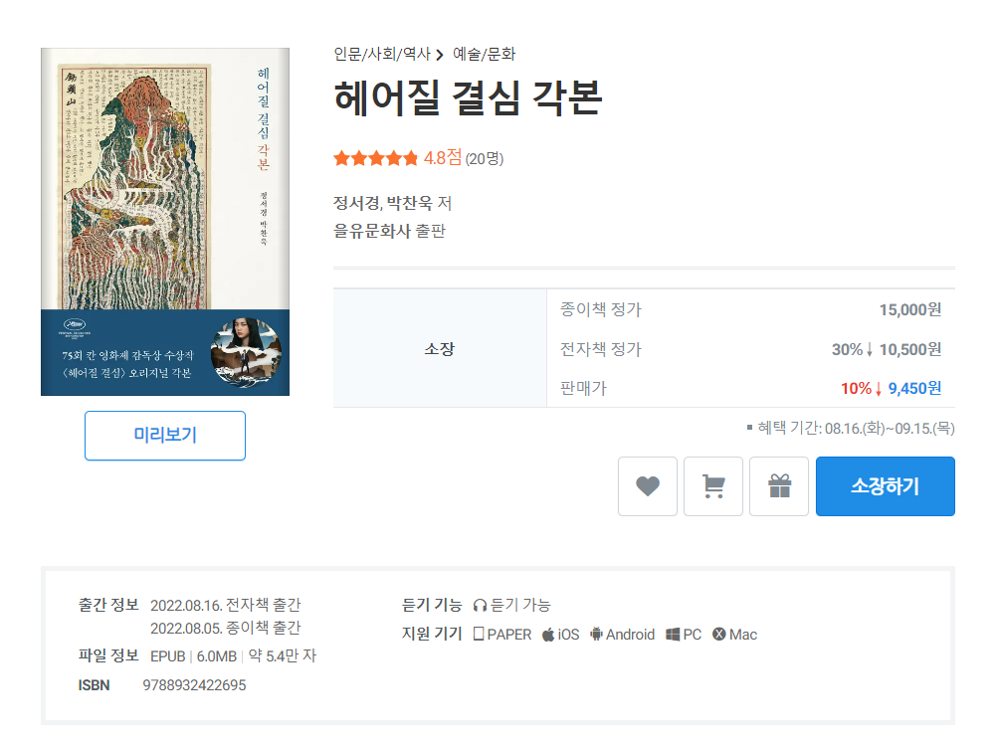 인문/사회/역사 > 예술/문화
헤어질 결심 각본
4.8점 (20명)
정서경, 박찬욱 저
을유문화사 출판
鋤頭山
헤어질 결심 각본
정서경 박찬욱
75회 칸 영화제 감독상 수상작
〈헤어질 결심〉 오리지널 각본
미리보기
소장
종이책 정가 15,000원
전자책 정가 30%↓ 10,500원
판매가 10%↓ 9,450원
▪ 혜택 기간: 08.16.(화)~09.15.(목)
소장하기
출간 정보 2022.08.16. 전자책 출간
2022.08.05. 종이책 출간
파일 정보 EPUB | 6.0MB | 약 5.4만 자
ISBN 9788932422695
듣기 기능 듣기 가능
지원 기기 PAPER iOS Android PC Mac